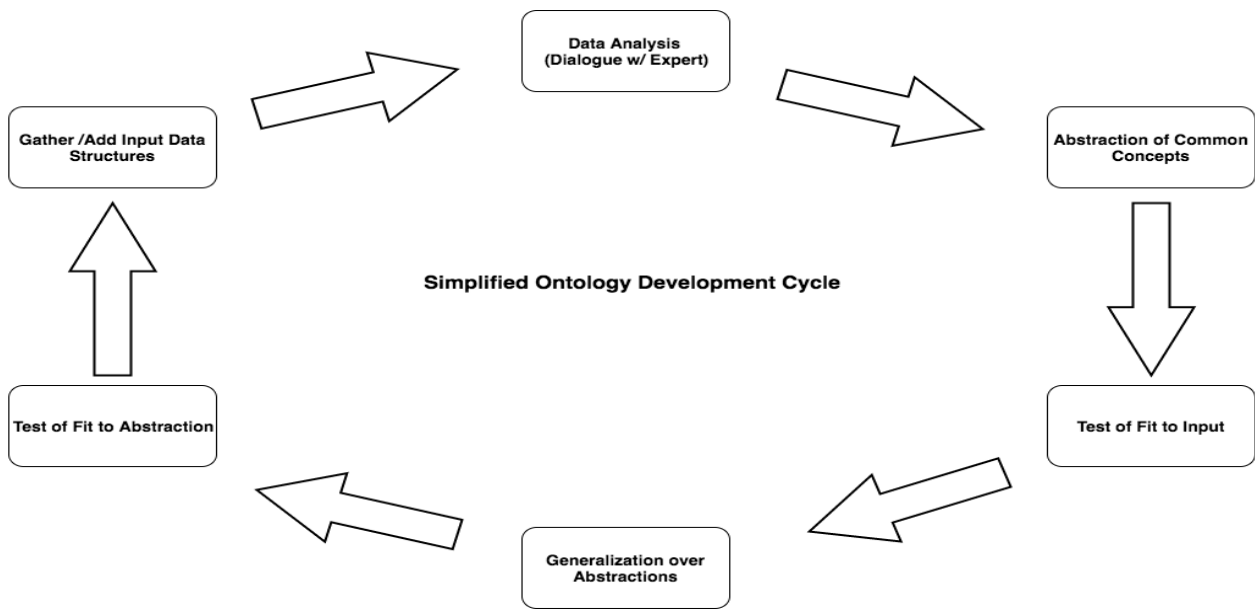 Data Analysis
(Dialogue w/ Expert)
Gather /Add Input Data
Structures
Abstraction of Common
Concepts
Simplified Ontology Development Cycle
Test of Fit to Abstraction
Test of Fit to Input
Generalization over
Abstractions